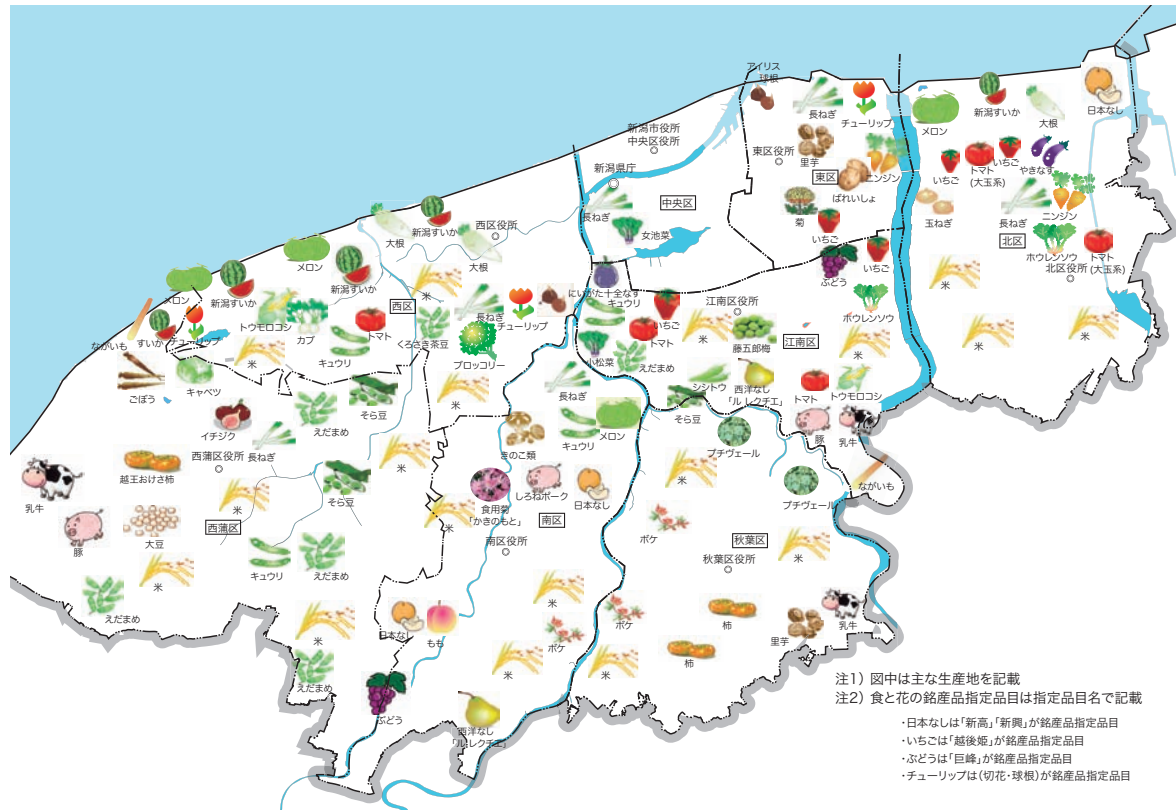 アイリス
球根
長ねぎ
チューリップ
メロン
新潟すいか
大根
日本なし
新潟市役所
中央区役所
東区役所
里芋
新潟県庁
東区
ばれいしょ
ニンジン
いちご
トマト
(大玉系)
いちご
やきなす
長ねぎ
中央区
女池菜
菊
いちご
玉ねぎ
長ねぎ
ニンジン
北区
ホウレンソウ
北区役所
トマト
(大玉系)
大根
新潟すいか
西区役所
大根
メロン
ぶどう
いちご
米
メロン
新潟すいか
新潟すいか
米
西区
長ねぎ
チューリップ
にいがた十全なす
キュウリ
いちご
トマト
江南区役所
米
藤五郎梅
江南区
ホウレンソウ
米
米
米
ながいも
すいか
チューリップ
トウモロコシ
カブ
キュウリ
トマト
くろさき茶豆
ブロッコリー
小松菜
えだまめ
米
ごぼう
キャベツ
米
えだまめ
そら豆
米
長ねぎ
シシトウ
西洋なし
「ル レクチエ」
トマト
トウモロコシ
イチジク
長ねぎ
西蒲区役所
きのこ類
キュウリ
メロン
そら豆
プチヴェール
豚
乳牛
乳牛
越王おけさ柿
米
そら豆
米
食用菊
「かきのもと」
しろねポーク
日本なし
米
プチヴェール
ながいも
豚
大豆
西蒲区
米
南区
南区役所
ボケ
秋葉区
秋葉区役所
米
米
キュウリ
えだまめ
えだまめ
米
日本なし
もも
米
ボケ
ボケ
柿
里芋
乳牛
えだまめ
ぶどう
米
米
柿
西洋なし
「ル レクチエ」
注1) 図中は主な生産地を記載
注2) 食と花の銘産品指定品目は指定品目名で記載
・日本なしは「新高」「新興」が銘産品指定品目
・いちごは「越後姫」が銘産品指定品目
・ぶどうは「巨峰」が銘産品指定品目
・チューリップは(切花・球根)が銘産品指定品目